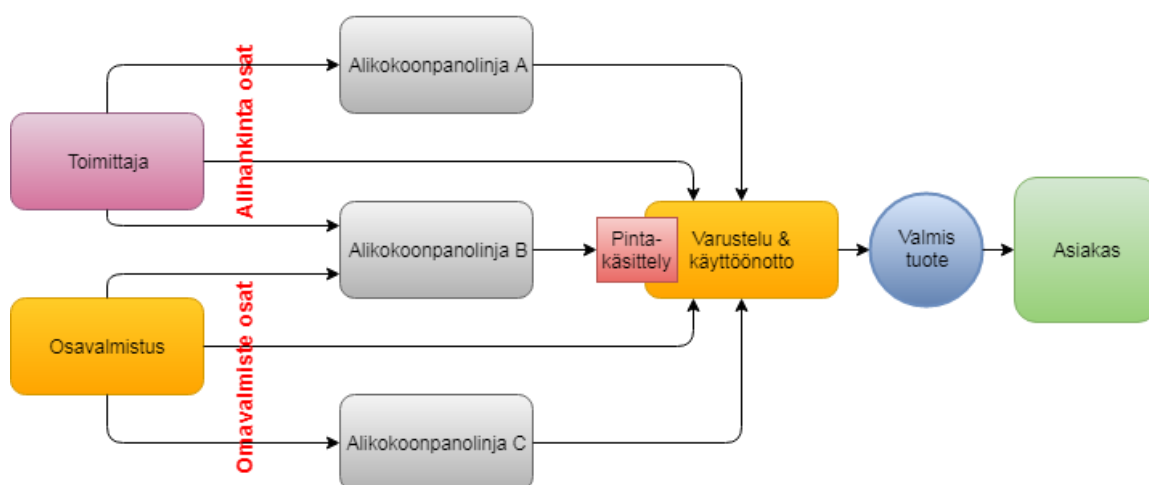 Alikokoonpanolinja A
Alihankinta osat
Toimittaja
Alikokoonpanolinja B
Pinta-
käsittely
Varustelu &
käyttöönotto
Valmis
tuote
Asiakas
Osavalmistus
Omavalmiste osat
Alikokoonpanolinja C